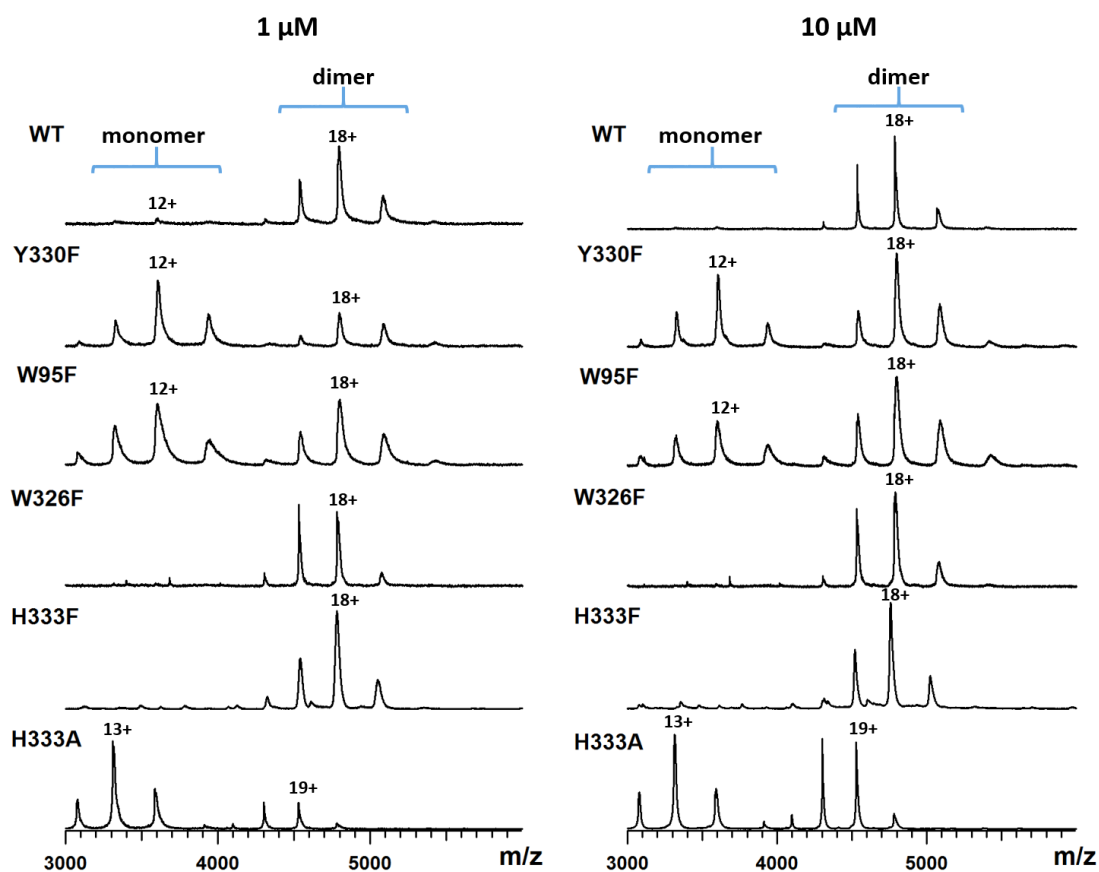 1 μM
10 μM
dimer
dimer
WT
monomer
18+
12+
WT
monomer
18+
Y330F
12+
18+
Y330F
12+
18+
W95F
12+
18+
W95F
12+
18+
W326F
18+
W326F
18+
H333F
18+
H333F
18+
H333A
13+
19+
H333A
13+
19+
3000 4000 5000 m/z
3000 4000 5000 m/z